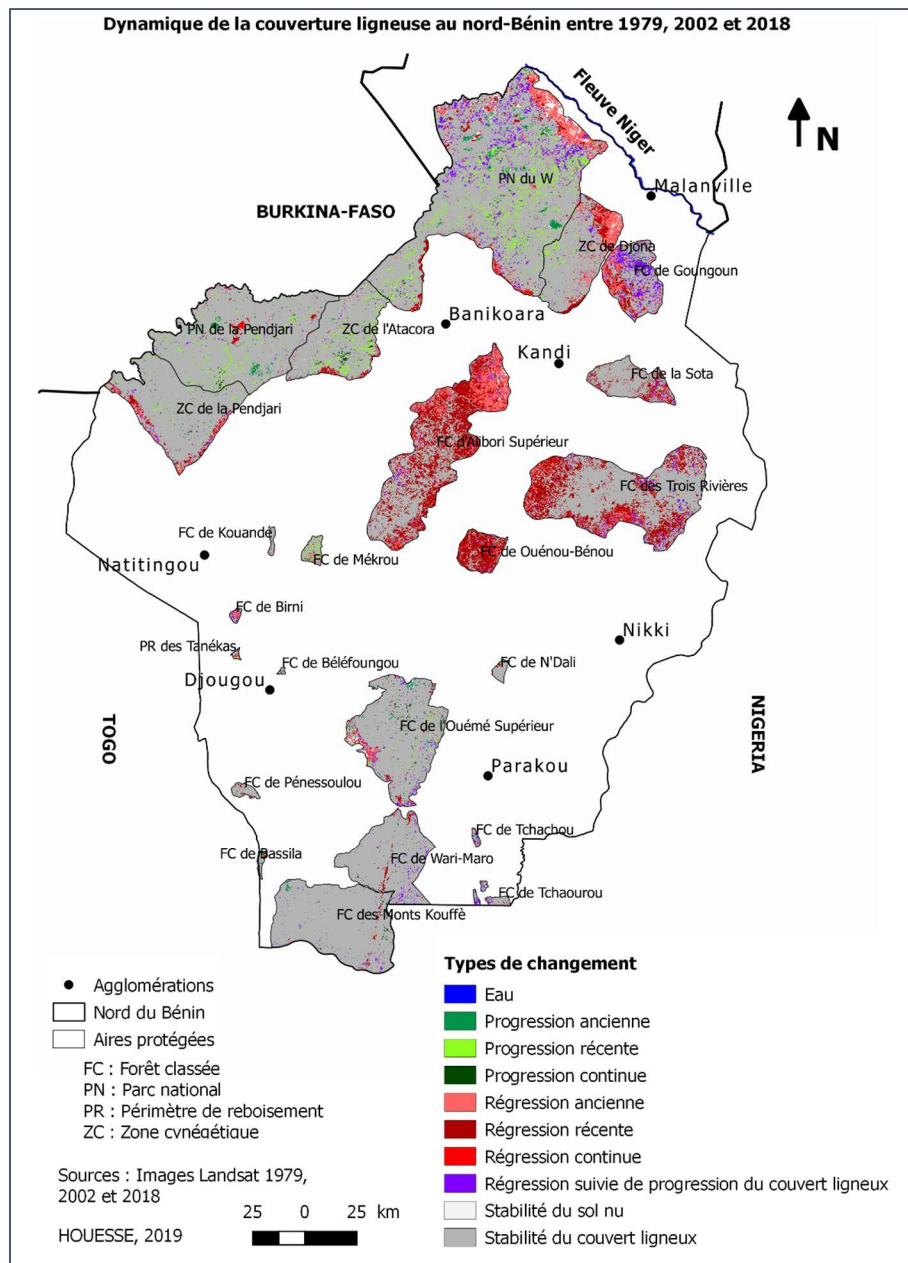 Dynamique de la couverture ligneuse au nord-Bénin entre 1979, 2002 et 2018
Fleuve Niger
N
PN du W
Malanville
BURKINA-FASO
ZC de Djona
FC de Goungoun
Banikoara
PN de la Pendjari
ZC de l'Atacora
Kandi
FC de la Sota
ZC de la Pendjari
FC d'Alibori Supérieur
FC des Trois Rivières
FC de Kouandé
FC de Mékrou
FC de Ouénou-Bénou
Natitingou
FC de Birni
Nikki
PR des Tanékas
FC de Béléfoungou
FC de N'Dali
Djougou
TOGO
FC de l'Ouémé Supérieur
NIGERIA
Parakou
FC de Pénessoulou
FC de Tchachou
FC de Bassila
FC de Wari-Maro
FC de Tchaourou
FC des Monts Kouffè
Agglomérations
Nord du Bénin
Aires protégées
FC : Forêt classée
PN : Parc national
PR : Périmètre de reboisement
ZC : Zone cynégétique
Sources : Images Landsat 1979,
2002 et 2018
HOUESSE, 2019
25 0 25 km
Types de changement
Eau
Progression ancienne
Progression récente
Progression continue
Régression ancienne
Régression récente
Régression continue
Régression suivie de progression du couvert ligneux
Stabilité du sol nu
Stabilité du couvert ligneux